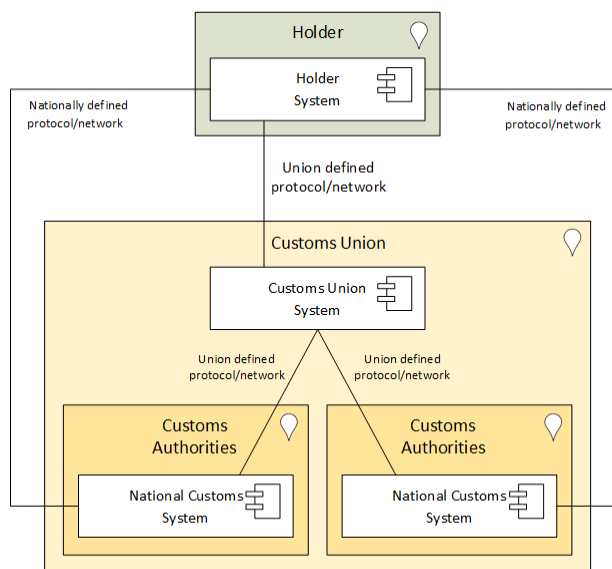 Holder
Holder
System
Nationally defined
protocol/network
Nationally defined
protocol/network
Union defined
protocol/network
Customs Union
Customs Union
System
Union defined
protocol/network
Union defined
protocol/network
Customs
Authorities
Customs
Authorities
National Customs
System
National Customs
System